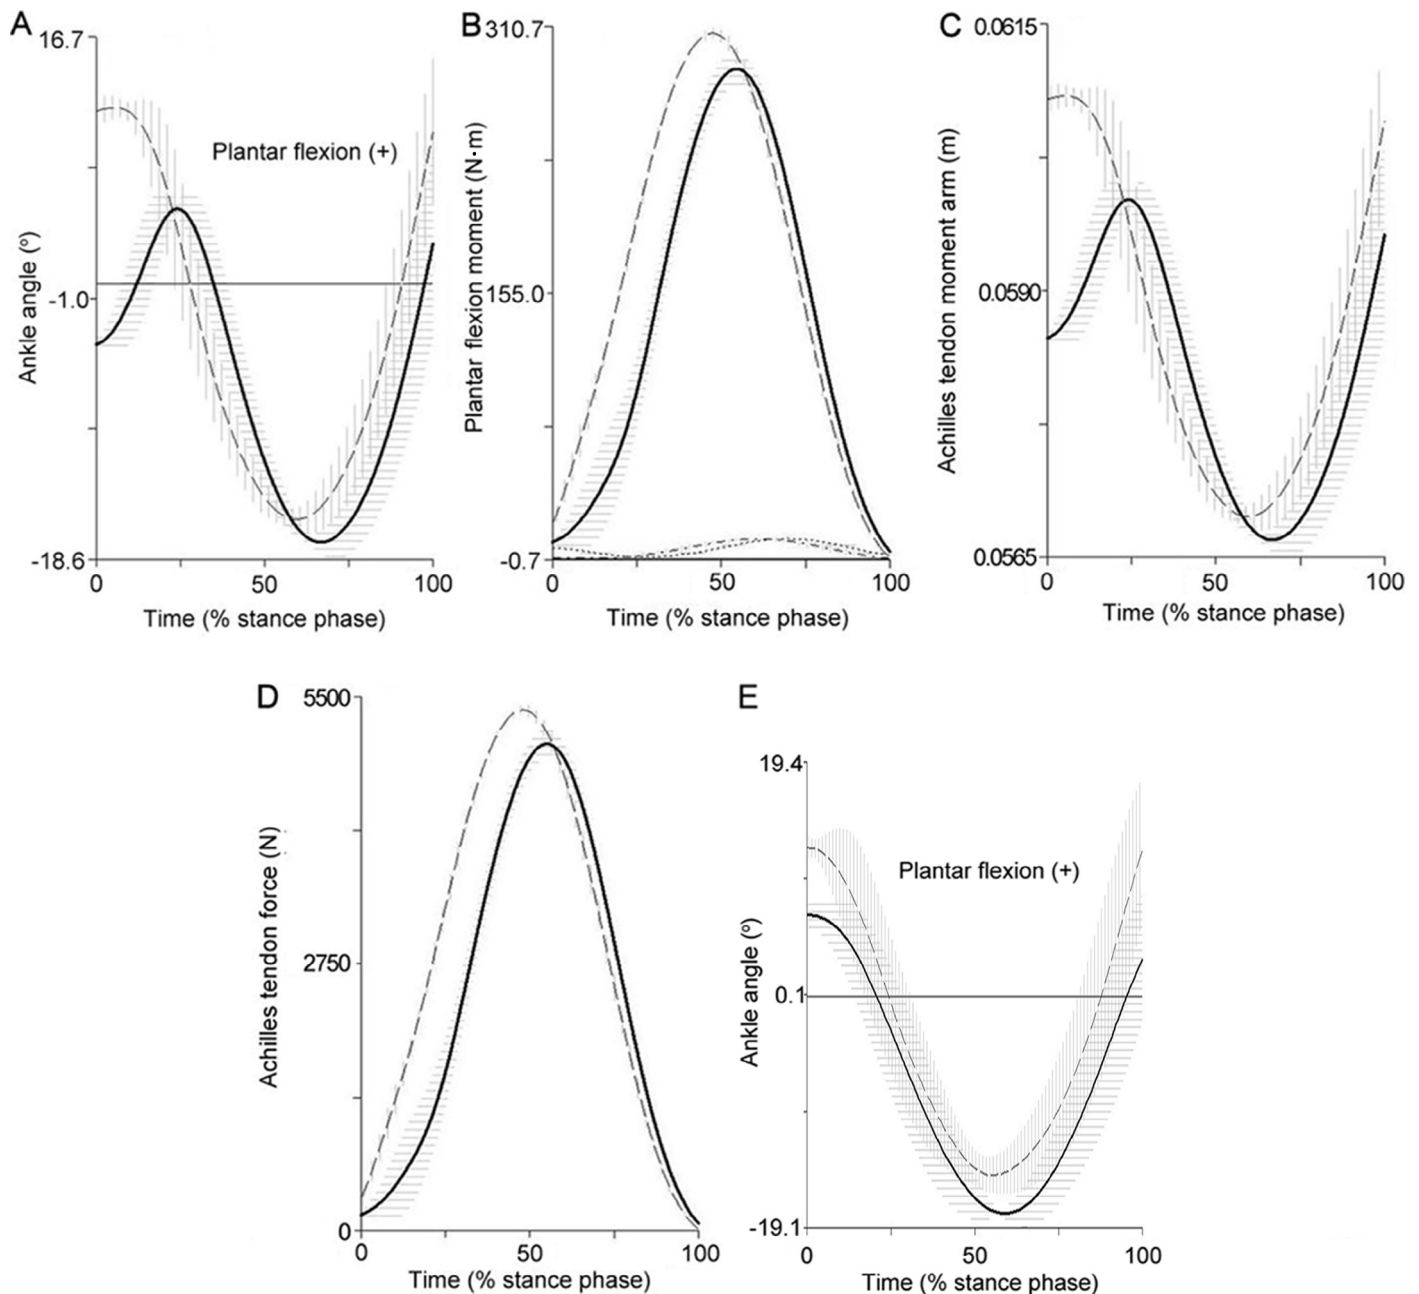 A
16.7
Plantar flexion (+)
Ankle angle (º)
-1.0
-18.6
0
50
100
Time (% stance phase)
B
310.7
Plantar flexion moment (N·m)
155.0
-0.7
0
50
100
Time (% stance phase)
C
0.0615
Achilles tendon moment arm (m)
0.0590
0.0565
0
50
100
Time (% stance phase)
D
5500
Achilles tendon force (N)
2750
0
0
50
100
Time (% stance phase)
E
19.4
Plantar flexion (+)
Ankle angle (º)
0.1
-19.1
0
50
100
Time (% stance phase)